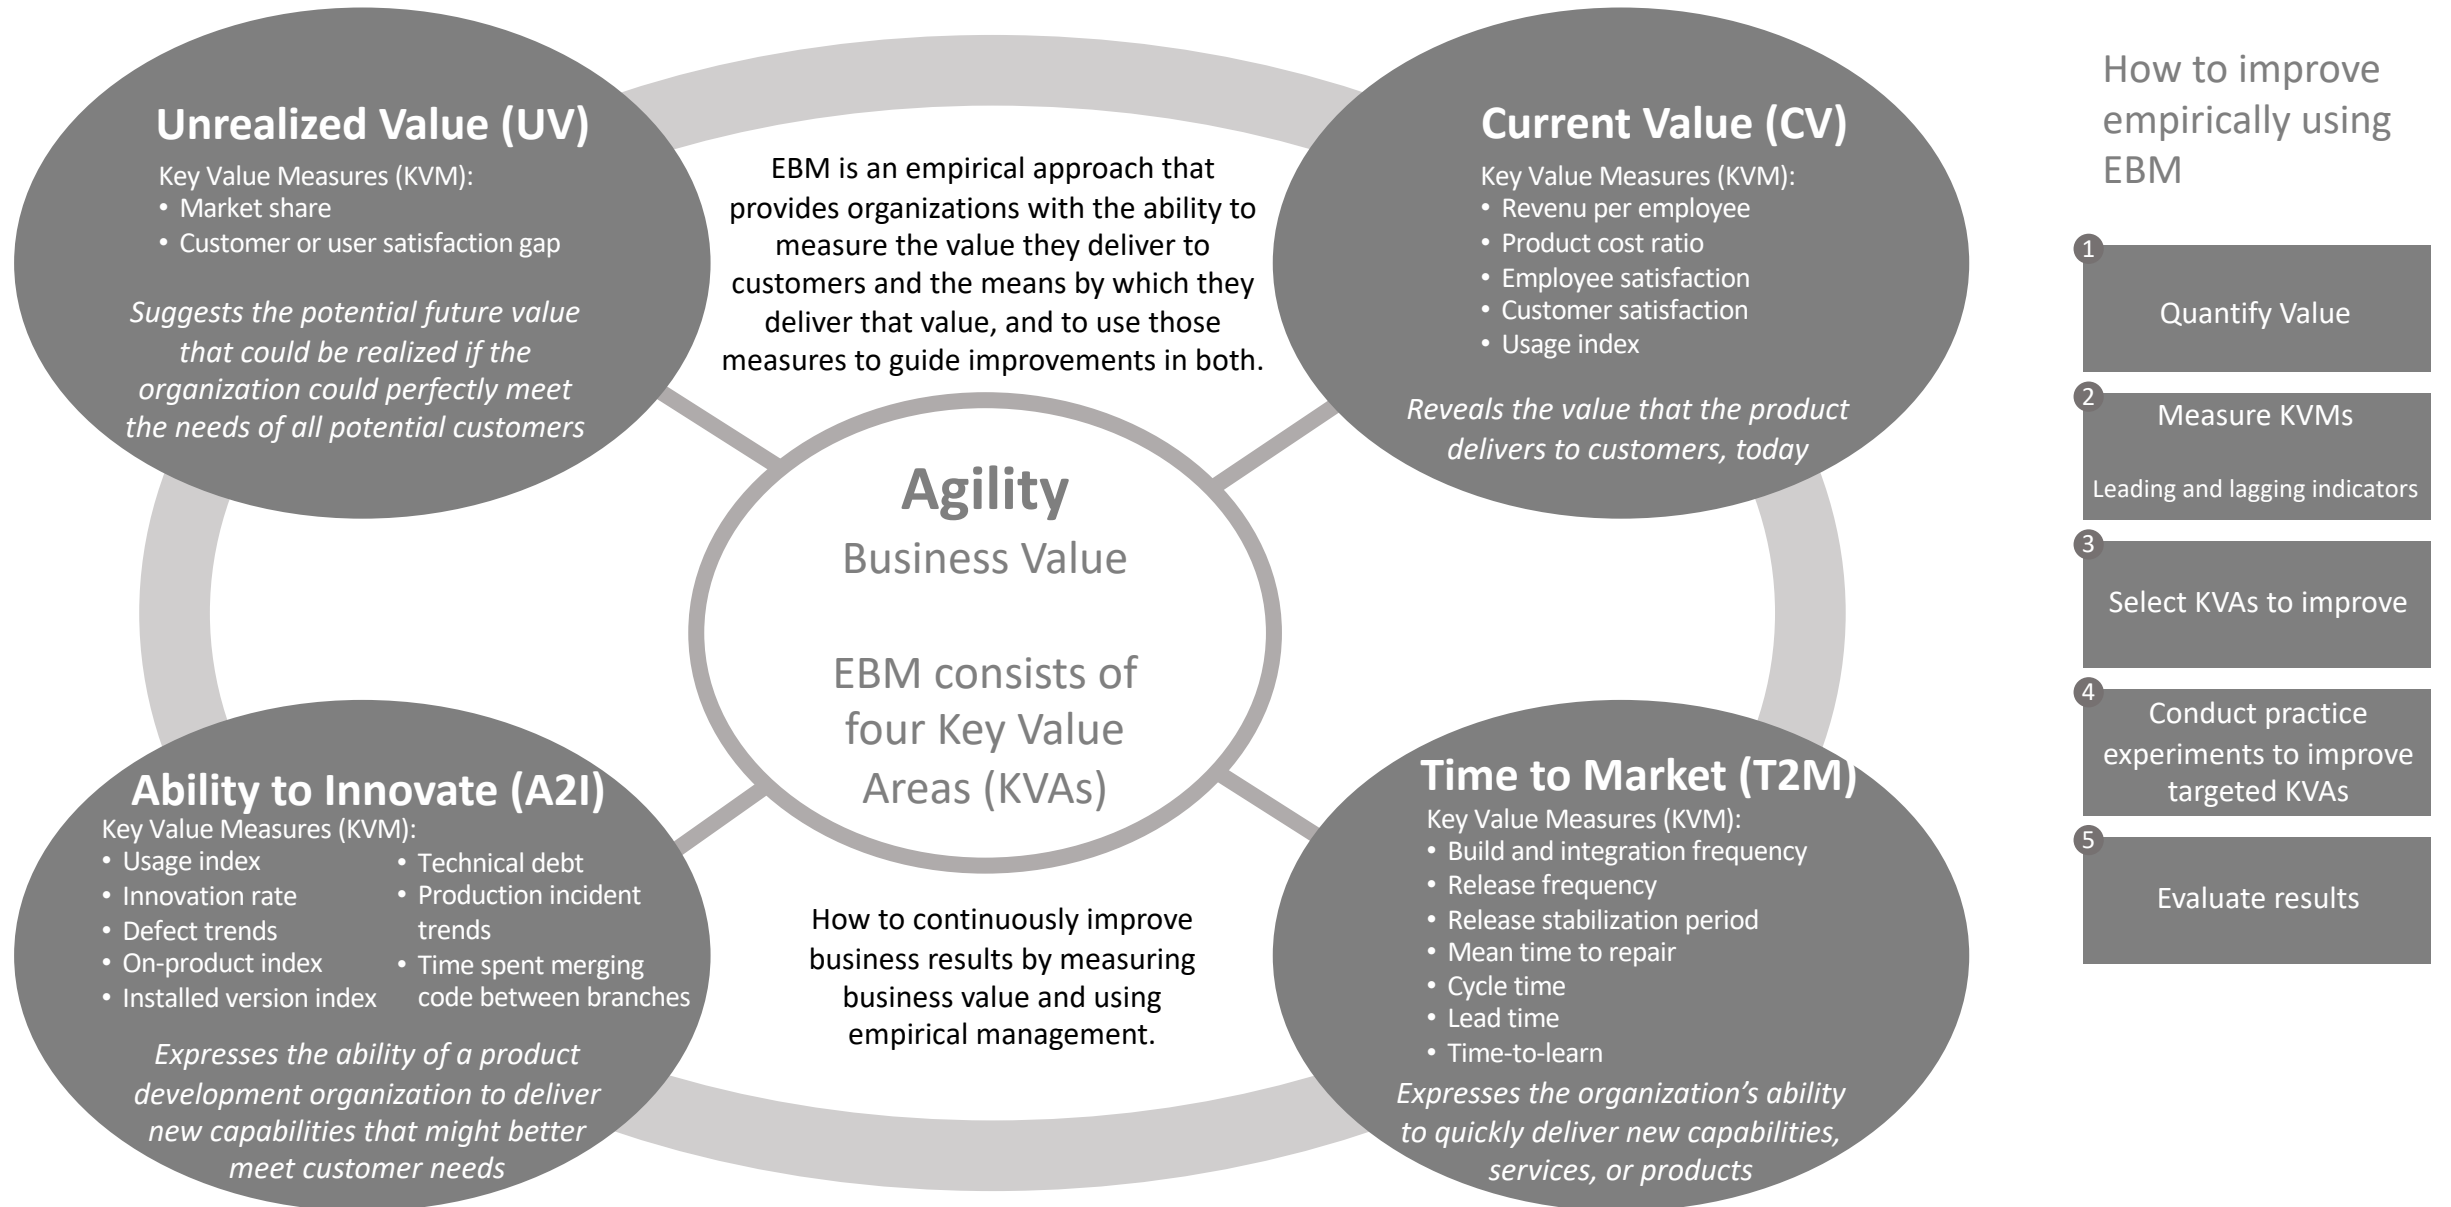 Unrealized Value (UV)
Key Value Measures (KVM):
• Market share
• Customer or user satisfaction gap
Suggests the potential future value
that could be realized if the
organization could perfectly meet
the needs of all potential customers
EBM is an empirical approach that
provides organizations with the ability to
measure the value they deliver to
customers and the means by which they
deliver that value, and to use those
measures to guide improvements in both.
Current Value (CV)
Key Value Measures (KVM):
• Revenu per employee
• Product cost ratio
• Employee satisfaction
• Customer satisfaction
• Usage index
Reveals the value that the product
delivers to customers, today
Agility
Business Value
EBM consists of
four Key Value
Areas (KVAs)
Ability to Innovate (A2I)
Key Value Measures (KVM):
• Usage index
• Innovation rate
• Defect trends
• On-product index
• Installed version index
• Technical debt
• Production incident
trends
• Time spent merging
code between branches
Expresses the ability of a product
development organization to deliver
new capabilities that might better
meet customer needs
How to continuously improve
business results by measuring
business value and using
empirical management.
Time to Market (T2M)
Key Value Measures (KVM):
• Build and integration frequency
• Release frequency
• Release stabilization period
• Mean time to repair
• Cycle time
• Lead time
• Time-to-learn
Expresses the organization’s ability
to quickly deliver new capabilities,
services, or products
How to improve
empirically using
EBM
1
Quantify Value
2
Measure KVMs
Leading and lagging indicators
3
Select KVAs to improve
4
Conduct practice
experiments to improve
targeted KVAs
5
Evaluate results